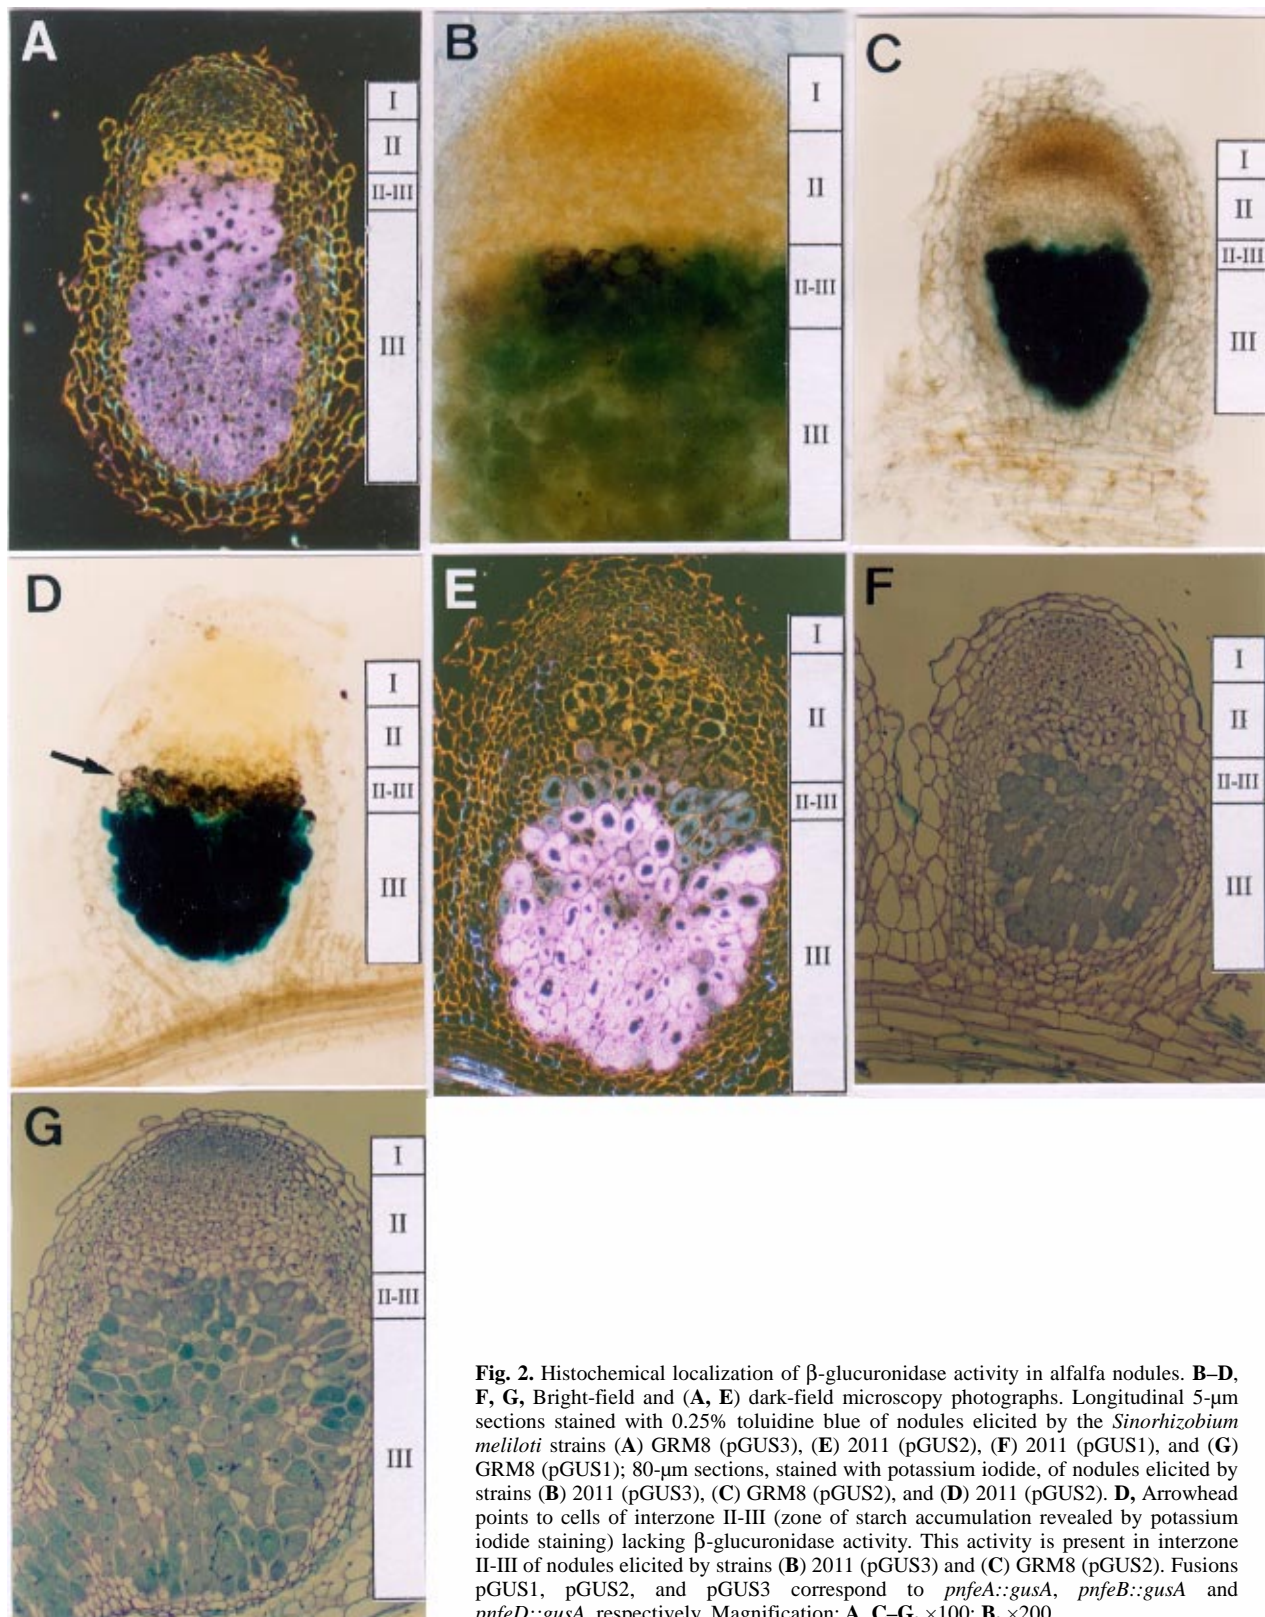 A
I
II
II-III
III
B
I
II
II-III
III
C
I
II
II-III
III
D
I
II
II-III
III
E
I
II
II-III
III
F
I
II
II-III
III
G
I
II
II-III
III
Fig. 2. Histochemical localization of β-glucuronidase activity in alfalfa nodules. B–D,
F, G, Bright-field and (A, E) dark-field microscopy photographs. Longitudinal 5-µm
sections stained with 0.25% toluidine blue of nodules elicited by the Sinorhizobium
meliloti strains (A) GRM8 (pGUS3), (E) 2011 (pGUS2), (F) 2011 (pGUS1), and (G)
GRM8 (pGUS1); 80-µm sections, stained with potassium iodide, of nodules elicited by
strains (B) 2011 (pGUS3), (C) GRM8 (pGUS2), and (D) 2011 (pGUS2). D, Arrowhead
points to cells of interzone II-III (zone of starch accumulation revealed by potassium
iodide staining) lacking β-glucuronidase activity. This activity is present in interzone
II-III of nodules elicited by strains (B) 2011 (pGUS3) and (C) GRM8 (pGUS2). Fusions
pGUS1, pGUS2, and pGUS3 correspond to pnfeA::gusA, pnfeB::gusA and
pnfeD::gusA, respectively. Magnification: A, C–G, ×100; B, ×200.